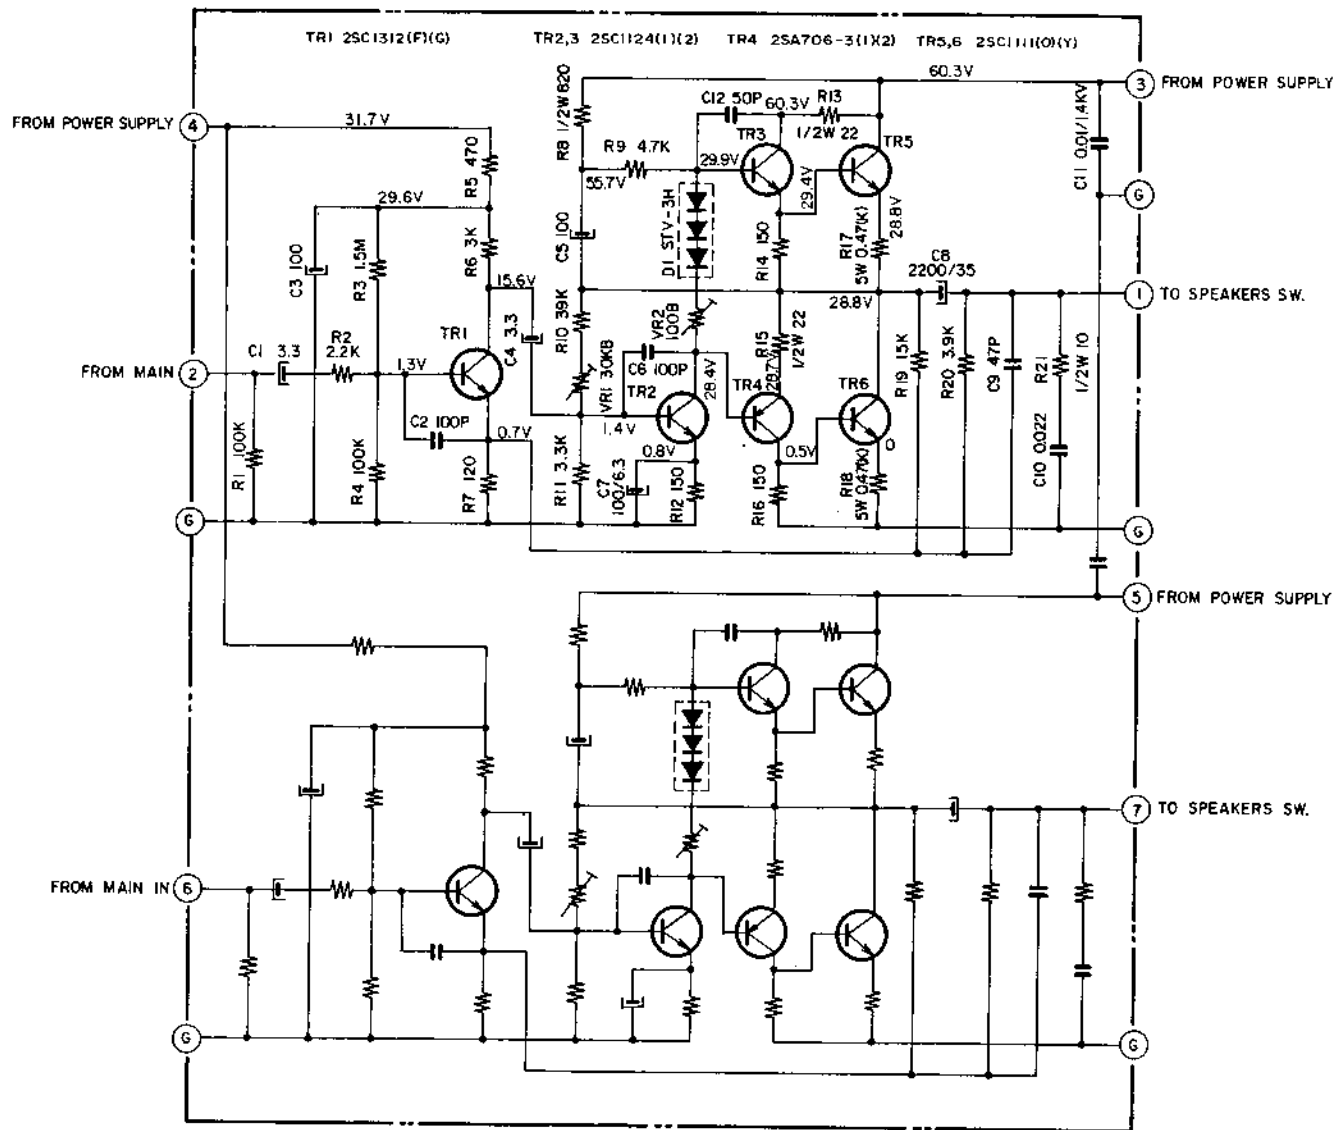 TR1 2SC1312(F)(G)
TR2,3 2SC1124(1)(2)
TR4 2SA706-3(1)(2)
TR5,6 2SC1111(O)(Y)
60.3V
3 FROM POWER SUPPLY
FROM POWER SUPPLY 4
31.7V
R5 470
R8 1/2W 820
C12 50P
60.3V
R13
1/2W 22
TR3
TR5
R9 4.7K
29.9V
55.7V
C11 0.01/1.4KV
G
29.6V
R6 3K
C3 100
R3 1.5M
C5 100
D1 STV-3H
R14 150
29.4V
28.8V
R17
5W 0.47(K)
C8
2200/35
15.6V
28.8V
1 TO SPEAKERS SW.
R10 39K
VR2
100B
R15
1/2W 22
TR1
C4 3.3
C1 3.3
R2
2.2K
1.3V
FROM MAIN 2
VR1 30KB
C6 100P
TR2
28.4V
28.7V
TR4
TR6
R19 15K
R20 3.9K
C9 47P
R21
1/2W 10
1.4V
C2 100P
0.7V
0.8V
0.5V
0
R1 100K
R4 100K
R7 120
R11 3.3K
C7
100/6.3
R12 150
R16 150
R18
5W 0.47(K)
C10 0.022
G
G
5 FROM POWER SUPPLY
7 TO SPEAKERS SW.
FROM MAIN IN 6
G
G